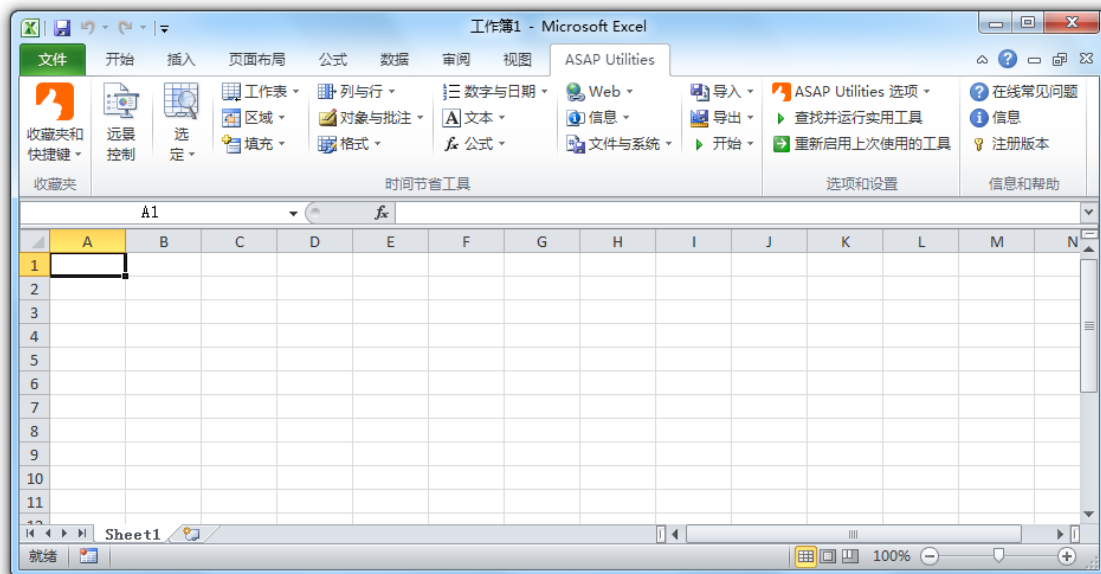 工作簿1 - Microsoft Excel
文件 开始 插入 页面布局 公式 数据 审阅 视图 ASAP Utilities
收藏夹和
快捷键
远景
控制
选
定
工作表
区域
填充
列与行
对象与批注
格式
数字与日期
文本
公式
Web
信息
文件与系统
导入
导出
开始
ASAP Utilities 选项
查找并运行实用工具
重新启用上次使用的工具
在线常见问题
信息
注册版本
收藏夹 时间节省工具 选项和设置 信息和帮助
A1 fx
A B C D E F G H I J K L M N
1
2
3
4
5
6
7
8
9
10
11
Sheet1
就绪 100%